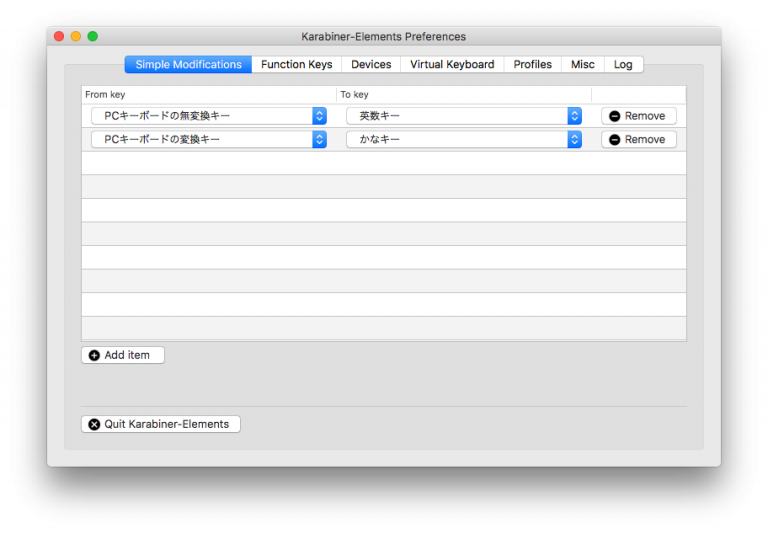 Karabiner-Elements Preferences
Simple Modifications Function Keys Devices Virtual Keyboard Profiles Misc Log
From key To key
PCキーボードの無変換キー 英数キー Remove
PCキーボードの変換キー かなキー Remove
Add item
Quit Karabiner-Elements